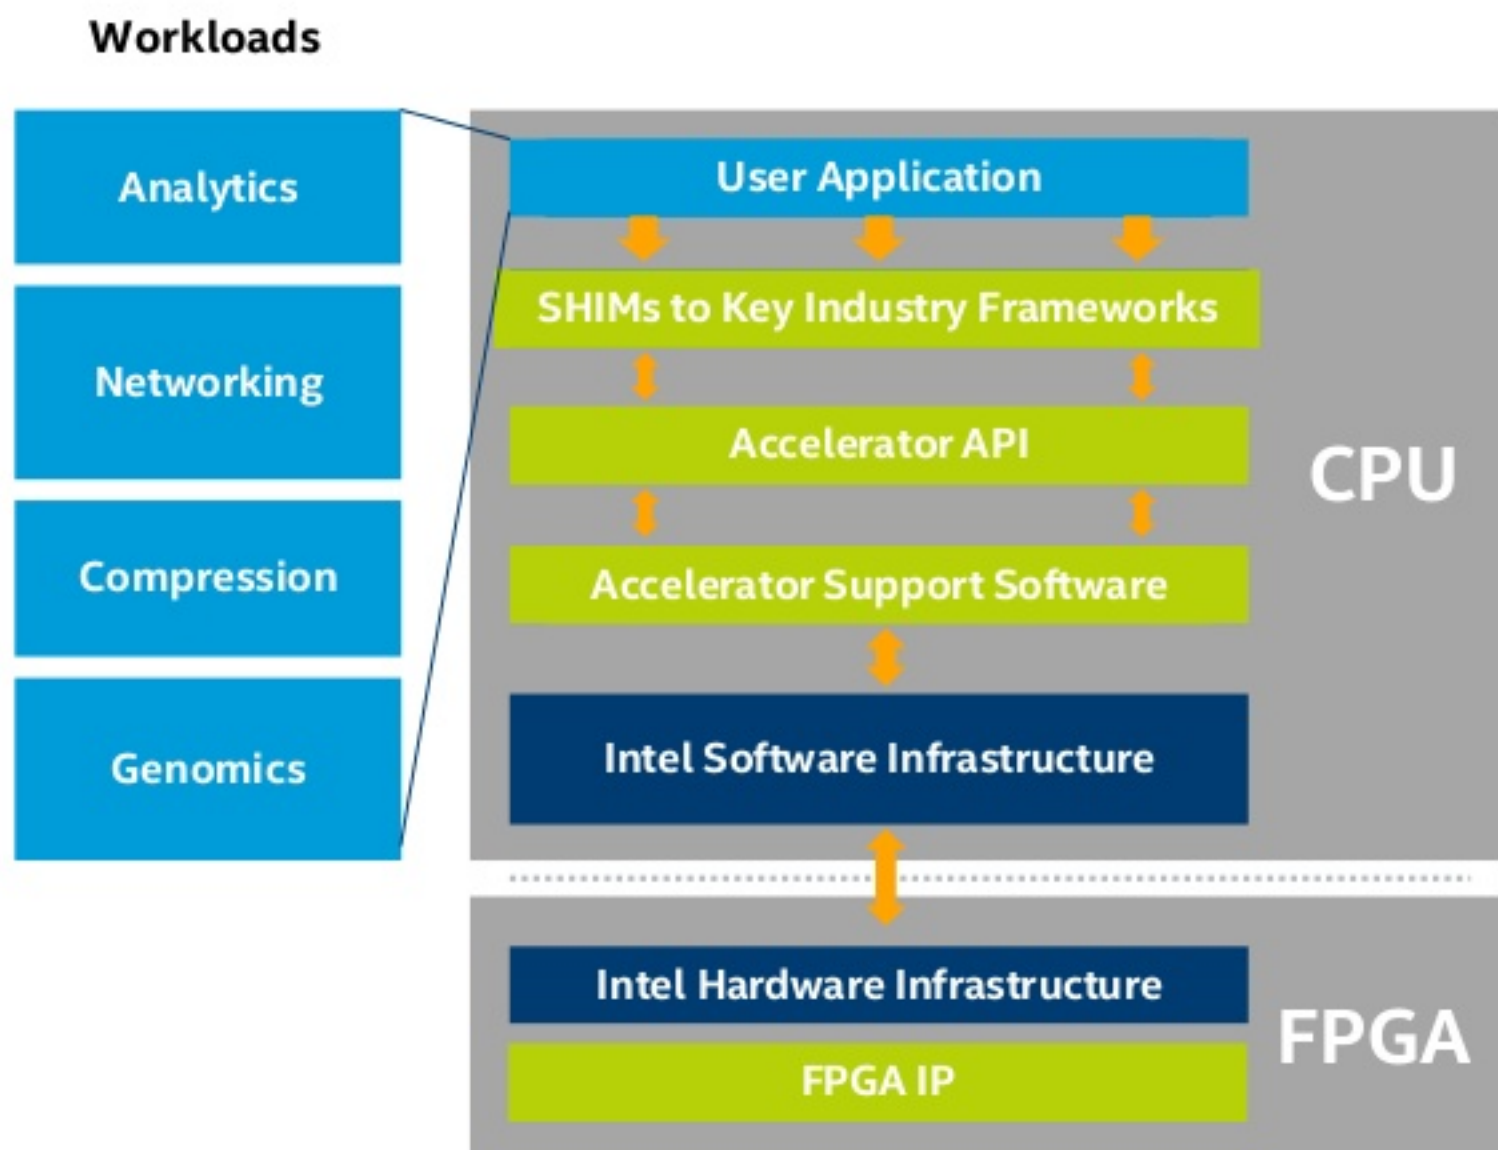 Workloads
Analytics
Networking
Compression
Genomics
User Application
SHIMs to Key Industry Frameworks
Accelerator API
Accelerator Support Software
Intel Software Infrastructure
CPU
Intel Hardware Infrastructure
FPGA IP
FPGA